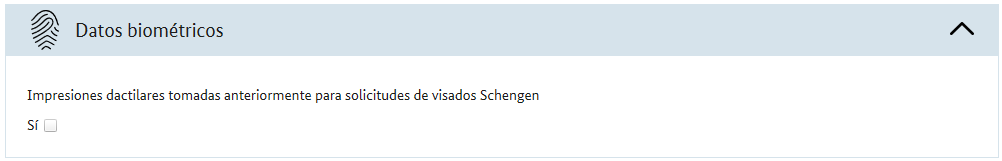 Datos biométricos
Impresiones dactilares tomadas anteriormente para solicitudes de visados Schengen
Sí